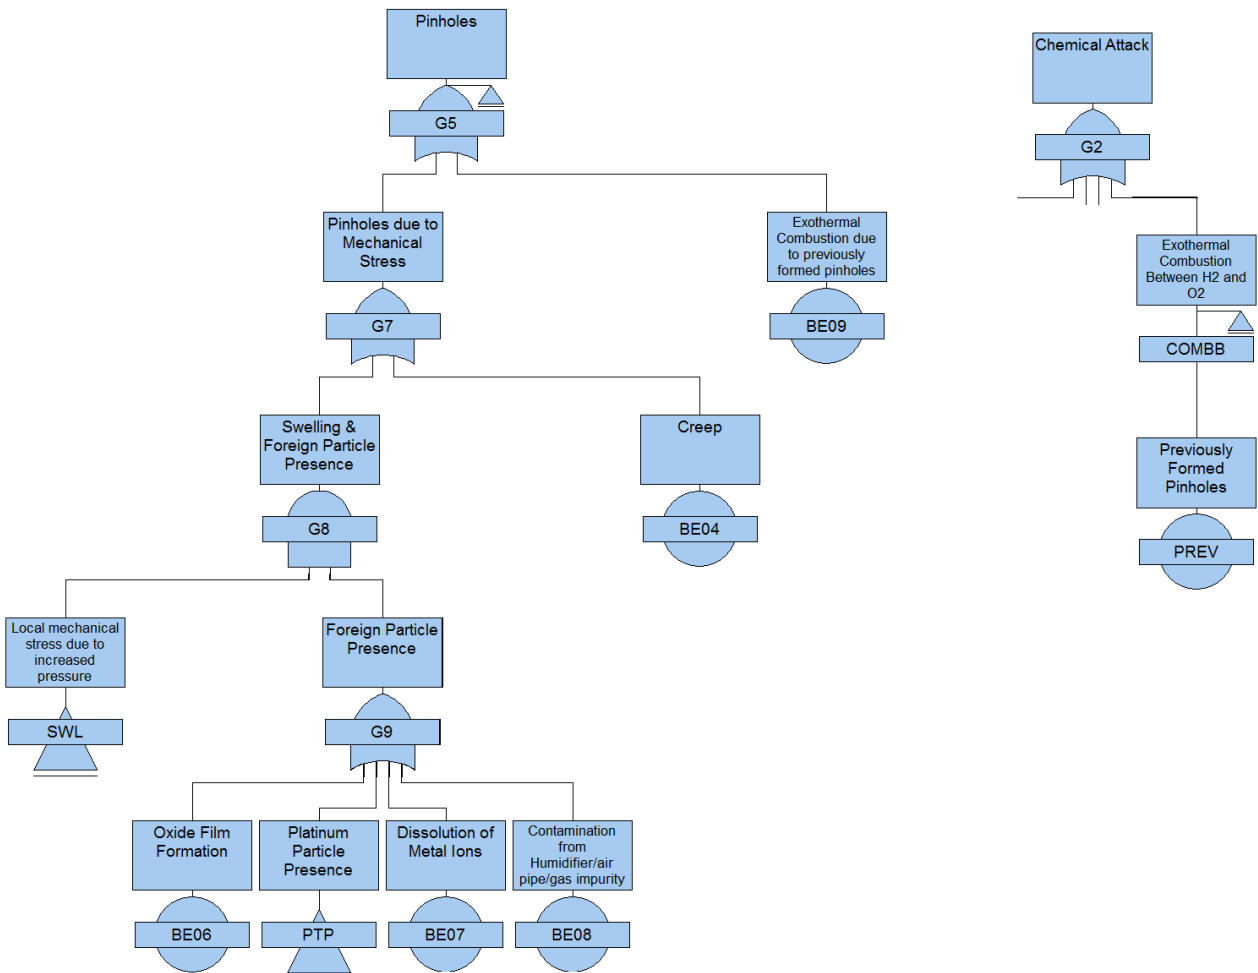 Pinholes
G5
Chemical Attack
G2
Pinholes due to
Mechanical
Stress
G7
Exothermal
Combustion due
to previously
formed pinholes
BE09
Exothermal
Combustion
Between H2 and
O2
COMBB
Swelling &
Foreign Particle
Presence
G8
Creep
BE04
Previously
Formed
Pinholes
PREV
Local mechanical
stress due to
increased
pressure
SWL
Foreign Particle
Presence
G9
Oxide Film
Formation
BE06
Platinum
Particle
Presence
PTP
Dissolution of
Metal Ions
BE07
Contamination
from
Humidifier/air
pipe/gas impurity
BE08